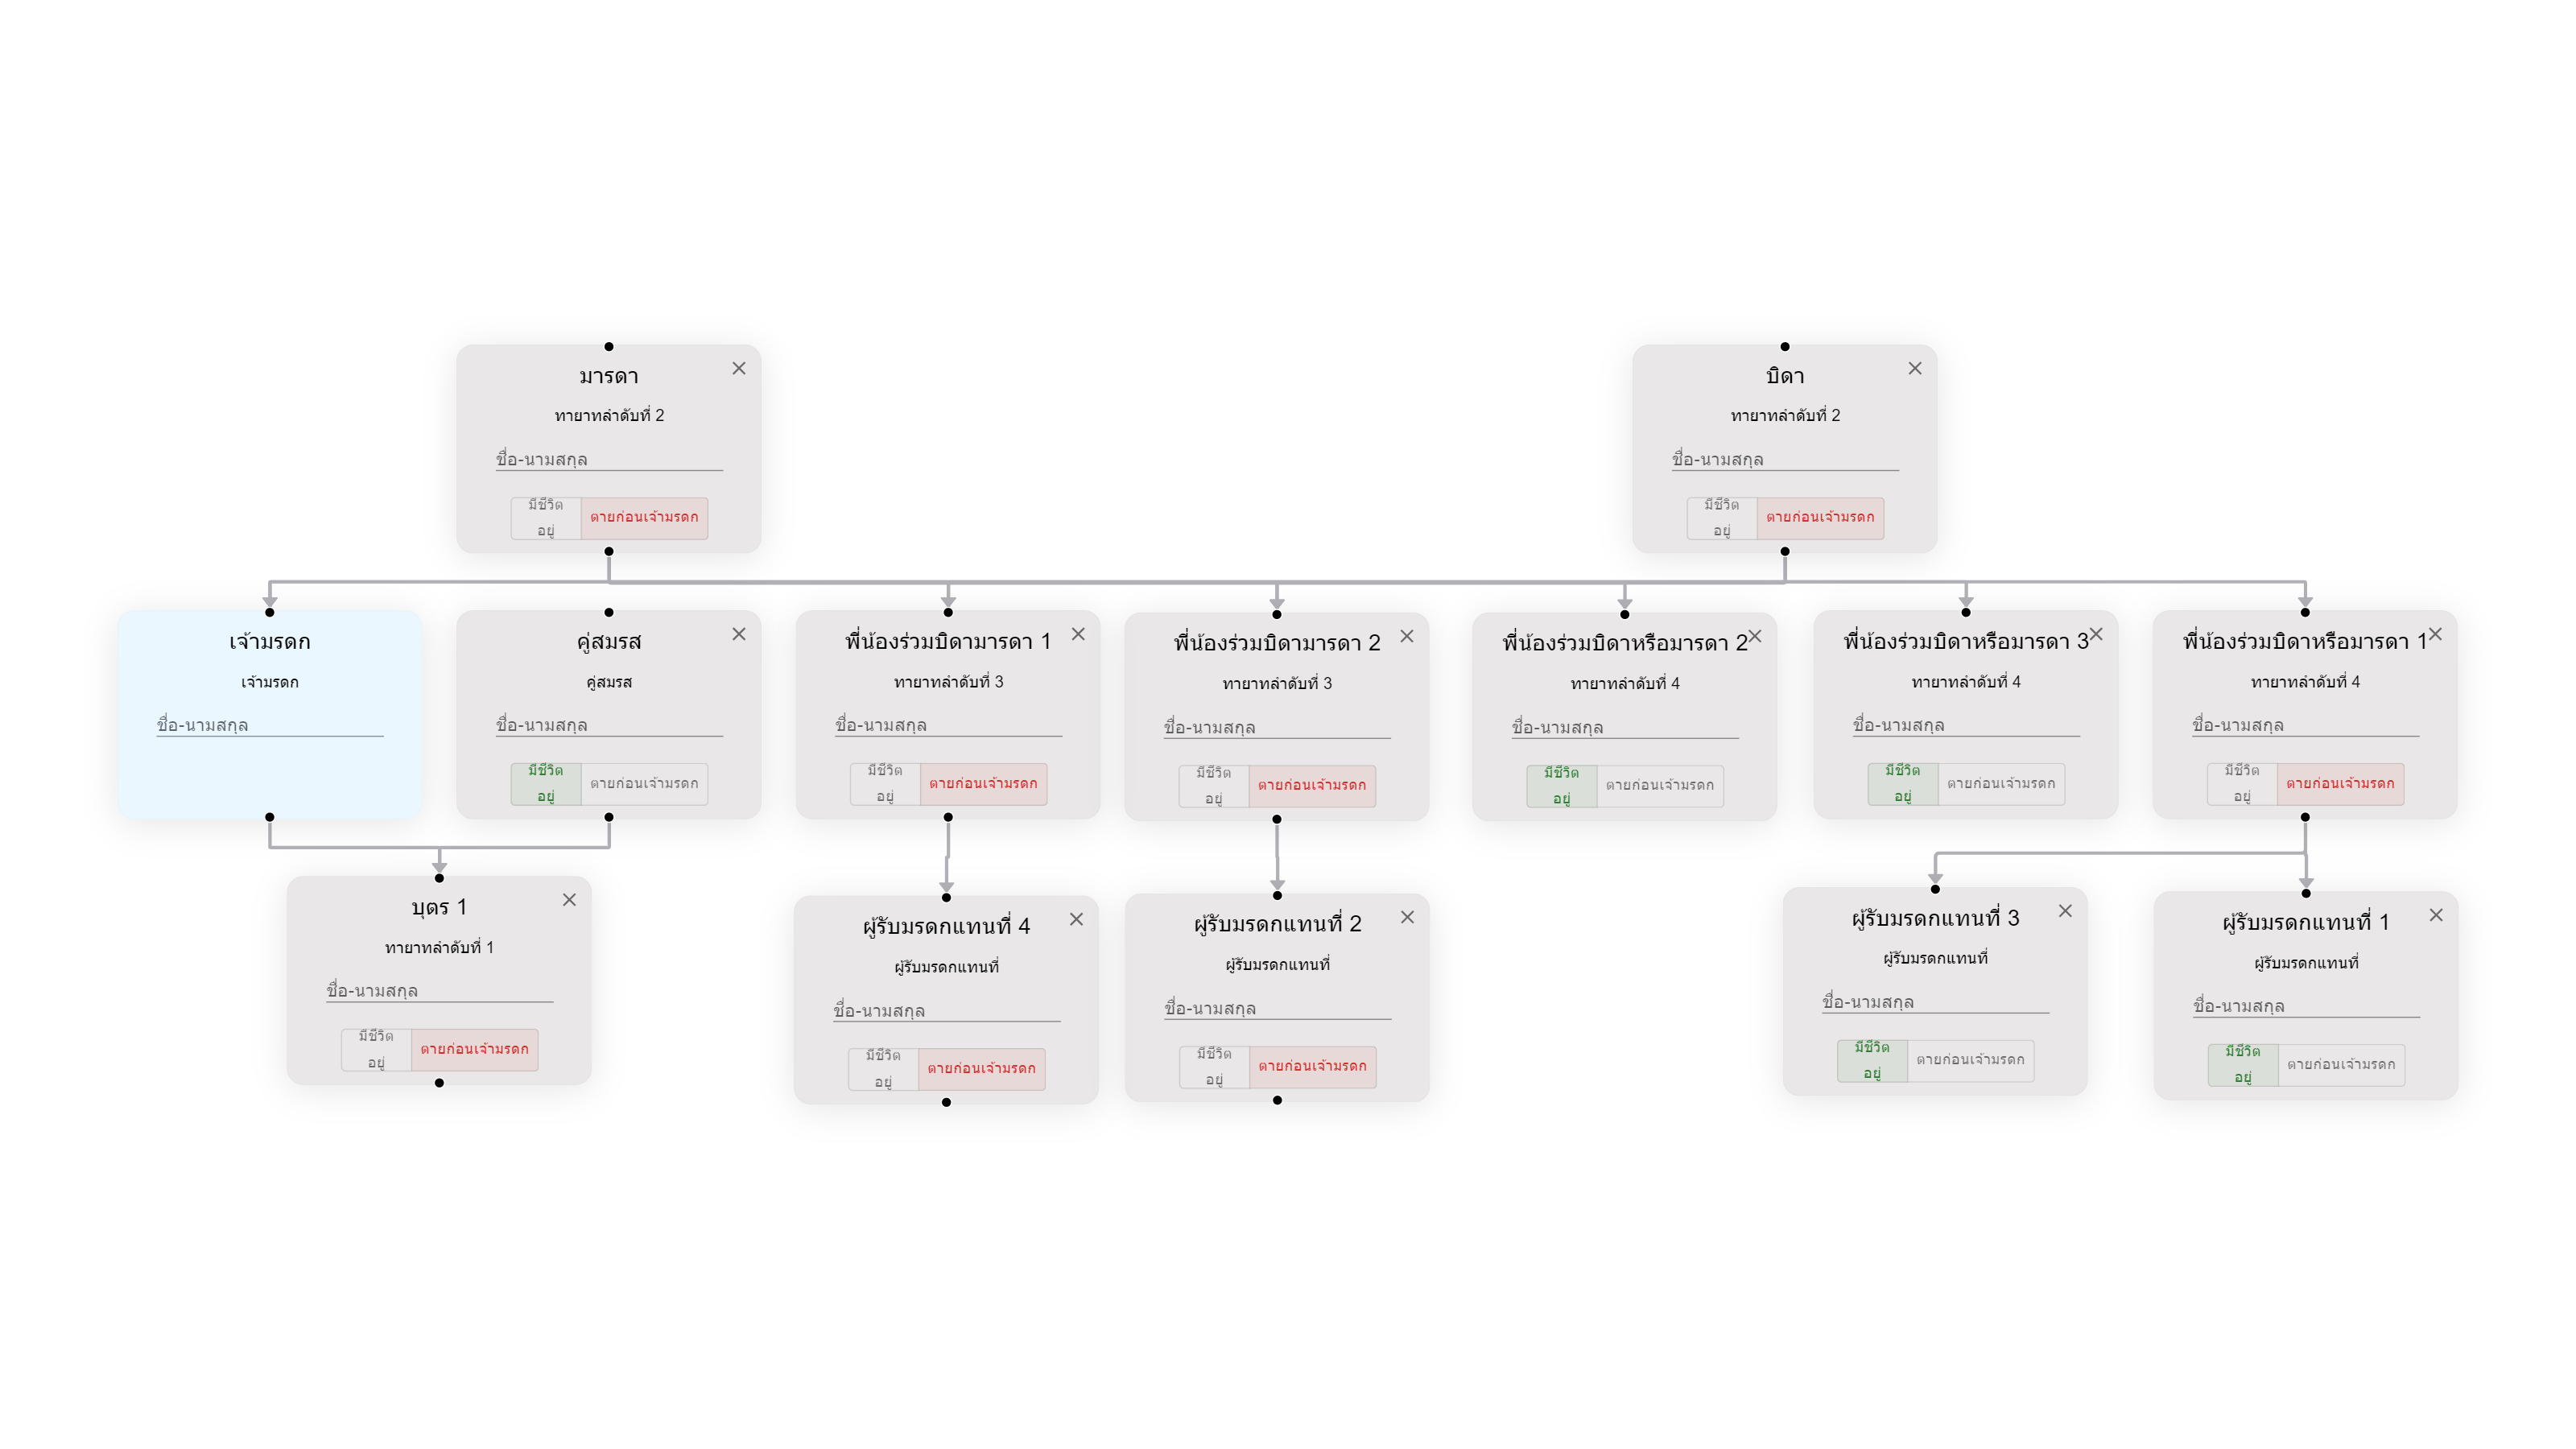 มารดา
ทายาทลำดับที่ 2
ชื่อ-นามสกุล
มีชีวิต
อยู่
ตายก่อนเจ้ามรดก
บิดา
ทายาทลำดับที่ 2
ชื่อ-นามสกุล
มีชีวิต
อยู่
ตายก่อนเจ้ามรดก
เจ้ามรดก
เจ้ามรดก
ชื่อ-นามสกุล
คู่สมรส
คู่สมรส
ชื่อ-นามสกุล
มีชีวิต
อยู่
ตายก่อนเจ้ามรดก
พี่น้องร่วมบิดามารดา 1
ทายาทลำดับที่ 3
ชื่อ-นามสกุล
มีชีวิต
อยู่
ตายก่อนเจ้ามรดก
พี่น้องร่วมบิดามารดา 2
ทายาทลำดับที่ 3
ชื่อ-นามสกุล
มีชีวิต
อยู่
ตายก่อนเจ้ามรดก
พี่น้องร่วมบิดาหรือมารดา 2
ทายาทลำดับที่ 4
ชื่อ-นามสกุล
มีชีวิต
อยู่
ตายก่อนเจ้ามรดก
พี่น้องร่วมบิดาหรือมารดา 3
ทายาทลำดับที่ 4
ชื่อ-นามสกุล
มีชีวิต
อยู่
ตายก่อนเจ้ามรดก
พี่น้องร่วมบิดาหรือมารดา 1
ทายาทลำดับที่ 4
ชื่อ-นามสกุล
มีชีวิต
อยู่
ตายก่อนเจ้ามรดก
บุตร 1
ทายาทลำดับที่ 1
ชื่อ-นามสกุล
มีชีวิต
อยู่
ตายก่อนเจ้ามรดก
ผู้รับมรดกแทนที่ 4
ผู้รับมรดกแทนที่
ชื่อ-นามสกุล
มีชีวิต
อยู่
ตายก่อนเจ้ามรดก
ผู้รับมรดกแทนที่ 2
ผู้รับมรดกแทนที่
ชื่อ-นามสกุล
มีชีวิต
อยู่
ตายก่อนเจ้ามรดก
ผู้รับมรดกแทนที่ 3
ผู้รับมรดกแทนที่
ชื่อ-นามสกุล
มีชีวิต
อยู่
ตายก่อนเจ้ามรดก
ผู้รับมรดกแทนที่ 1
ผู้รับมรดกแทนที่
ชื่อ-นามสกุล
มีชีวิต
อยู่
ตายก่อนเจ้ามรดก